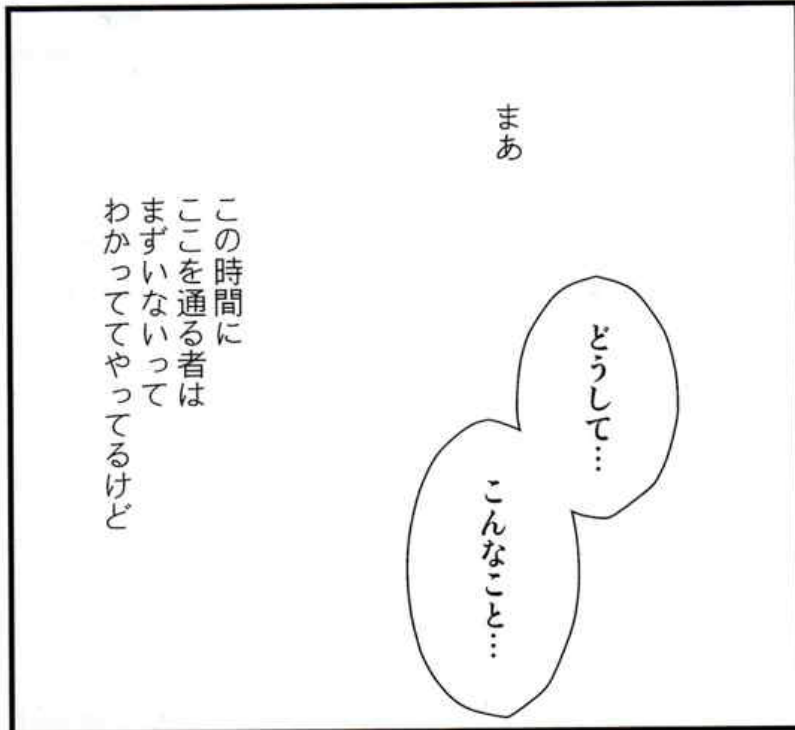 どうして…
こんなこと…
まあ
この時間に
ここを通る者は
まずいないって
わかっててやってるけど